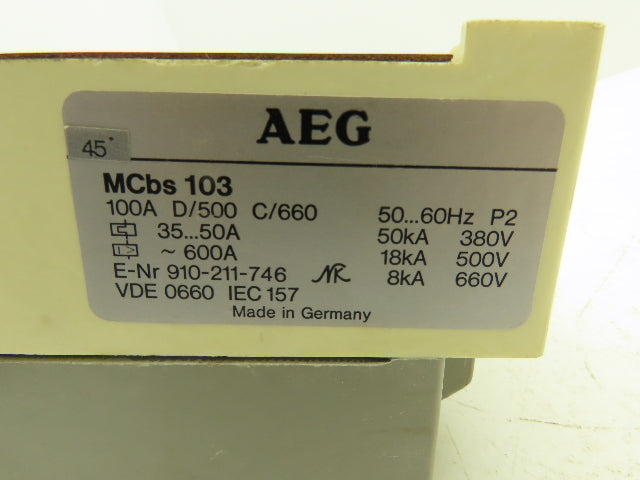 AEG
45°
MCbs 103
100A D/500 C/660 50...60Hz P2
35...50A 50kA 380V
~ 600A 18kA 500V
E-Nr 910-211-746 8kA 660V
VDE 0660 IEC 157
Made in Germany